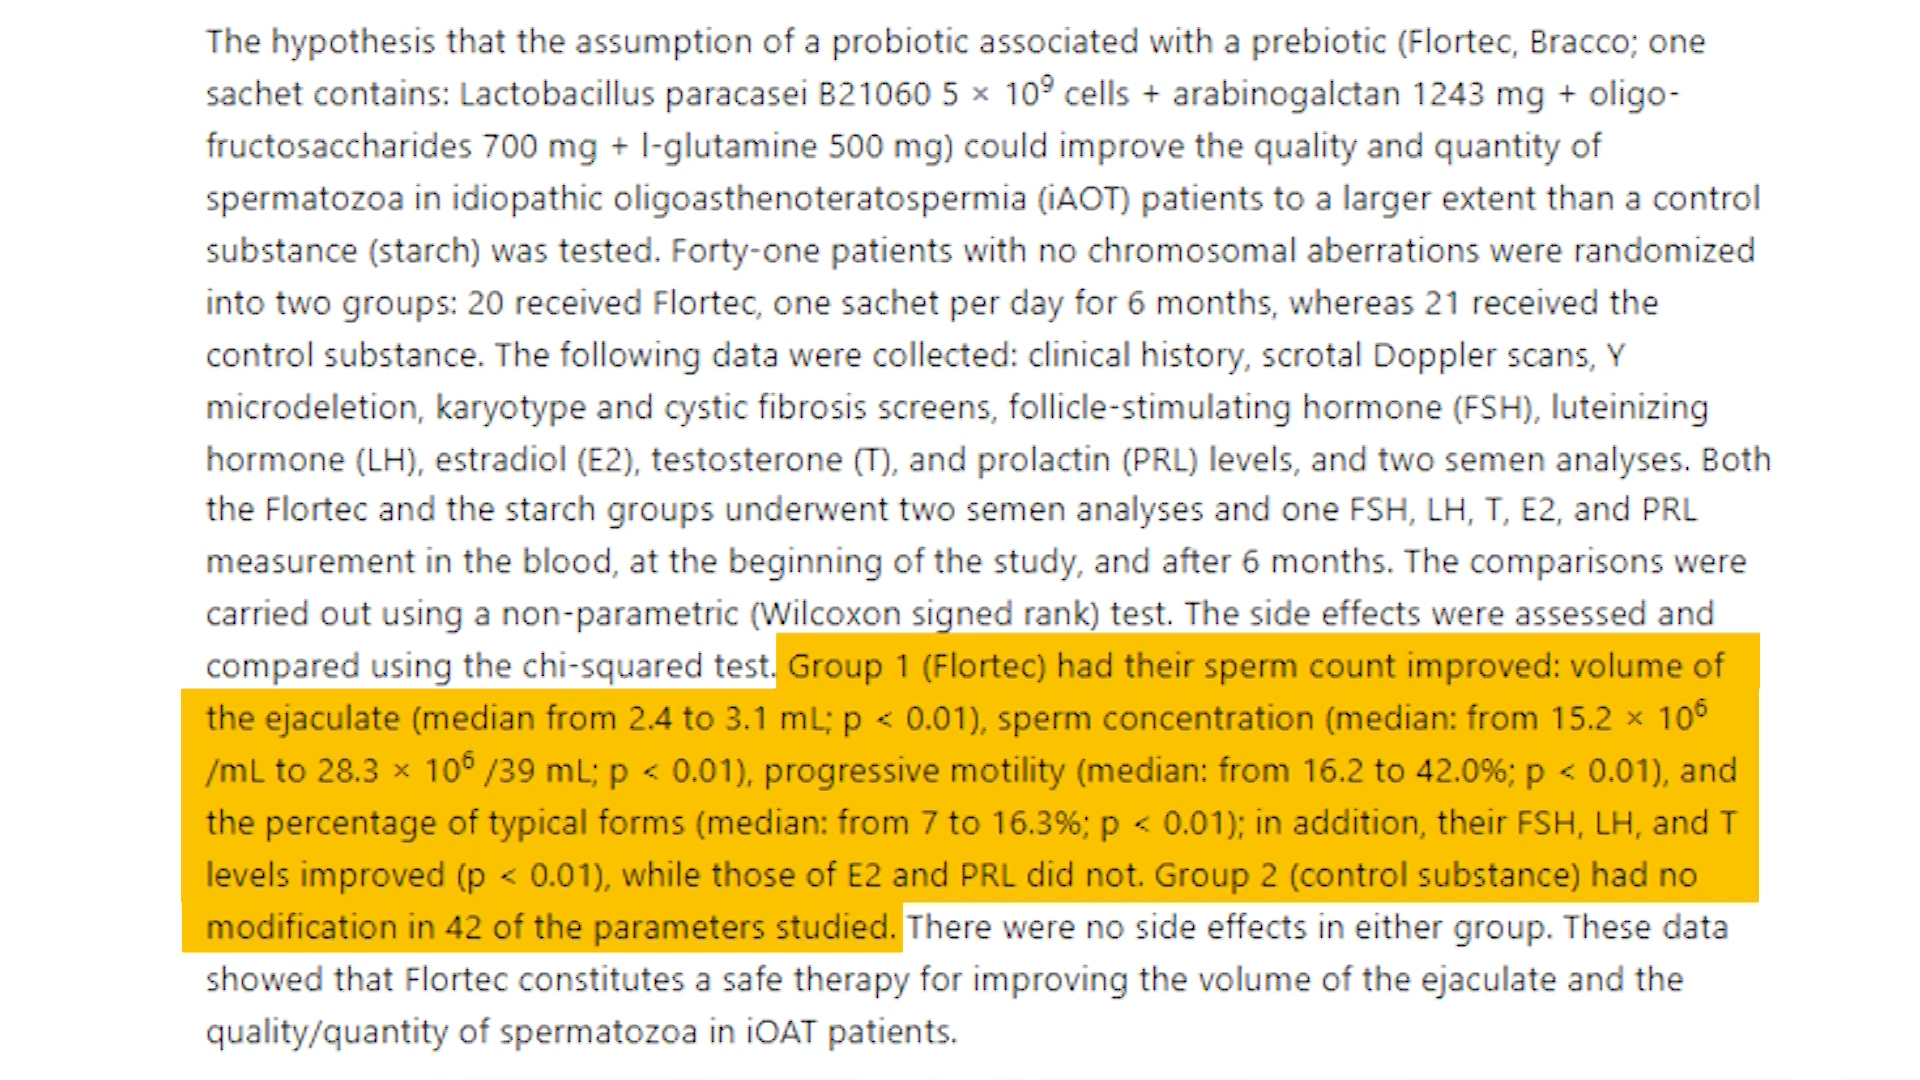 The hypothesis that the assumption of a probiotic associated with a prebiotic (Flortec, Bracco; one
sachet contains: Lactobacillus paracasei B21060 5 × 10⁹ cells + arabinogalctan 1243 mg + oligo-
fructosaccharides 700 mg + l-glutamine 500 mg) could improve the quality and quantity of
spermatozoa in idiopathic oligoasthenoteratospermia (iAOT) patients to a larger extent than a control
substance (starch) was tested. Forty-one patients with no chromosomal aberrations were randomized
into two groups: 20 received Flortec, one sachet per day for 6 months, whereas 21 received the
control substance. The following data were collected: clinical history, scrotal Doppler scans, Y
microdeletion, karyotype and cystic fibrosis screens, follicle-stimulating hormone (FSH), luteinizing
hormone (LH), estradiol (E2), testosterone (T), and prolactin (PRL) levels, and two semen analyses. Both
the Flortec and the starch groups underwent two semen analyses and one FSH, LH, T, E2, and PRL
measurement in the blood, at the beginning of the study, and after 6 months. The comparisons were
carried out using a non-parametric (Wilcoxon signed rank) test. The side effects were assessed and
compared using the chi-squared test. Group 1 (Flortec) had their sperm count improved: volume of
the ejaculate (median from 2.4 to 3.1 mL; p < 0.01), sperm concentration (median: from 15.2 × 10⁶
/mL to 28.3 × 10⁶ /39 mL; p < 0.01), progressive motility (median: from 16.2 to 42.0%; p < 0.01), and
the percentage of typical forms (median: from 7 to 16.3%; p < 0.01); in addition, their FSH, LH, and T
levels improved (p < 0.01), while those of E2 and PRL did not. Group 2 (control substance) had no
modification in 42 of the parameters studied. There were no side effects in either group. These data
showed that Flortec constitutes a safe therapy for improving the volume of the ejaculate and the
quality/quantity of spermatozoa in iOAT patients.